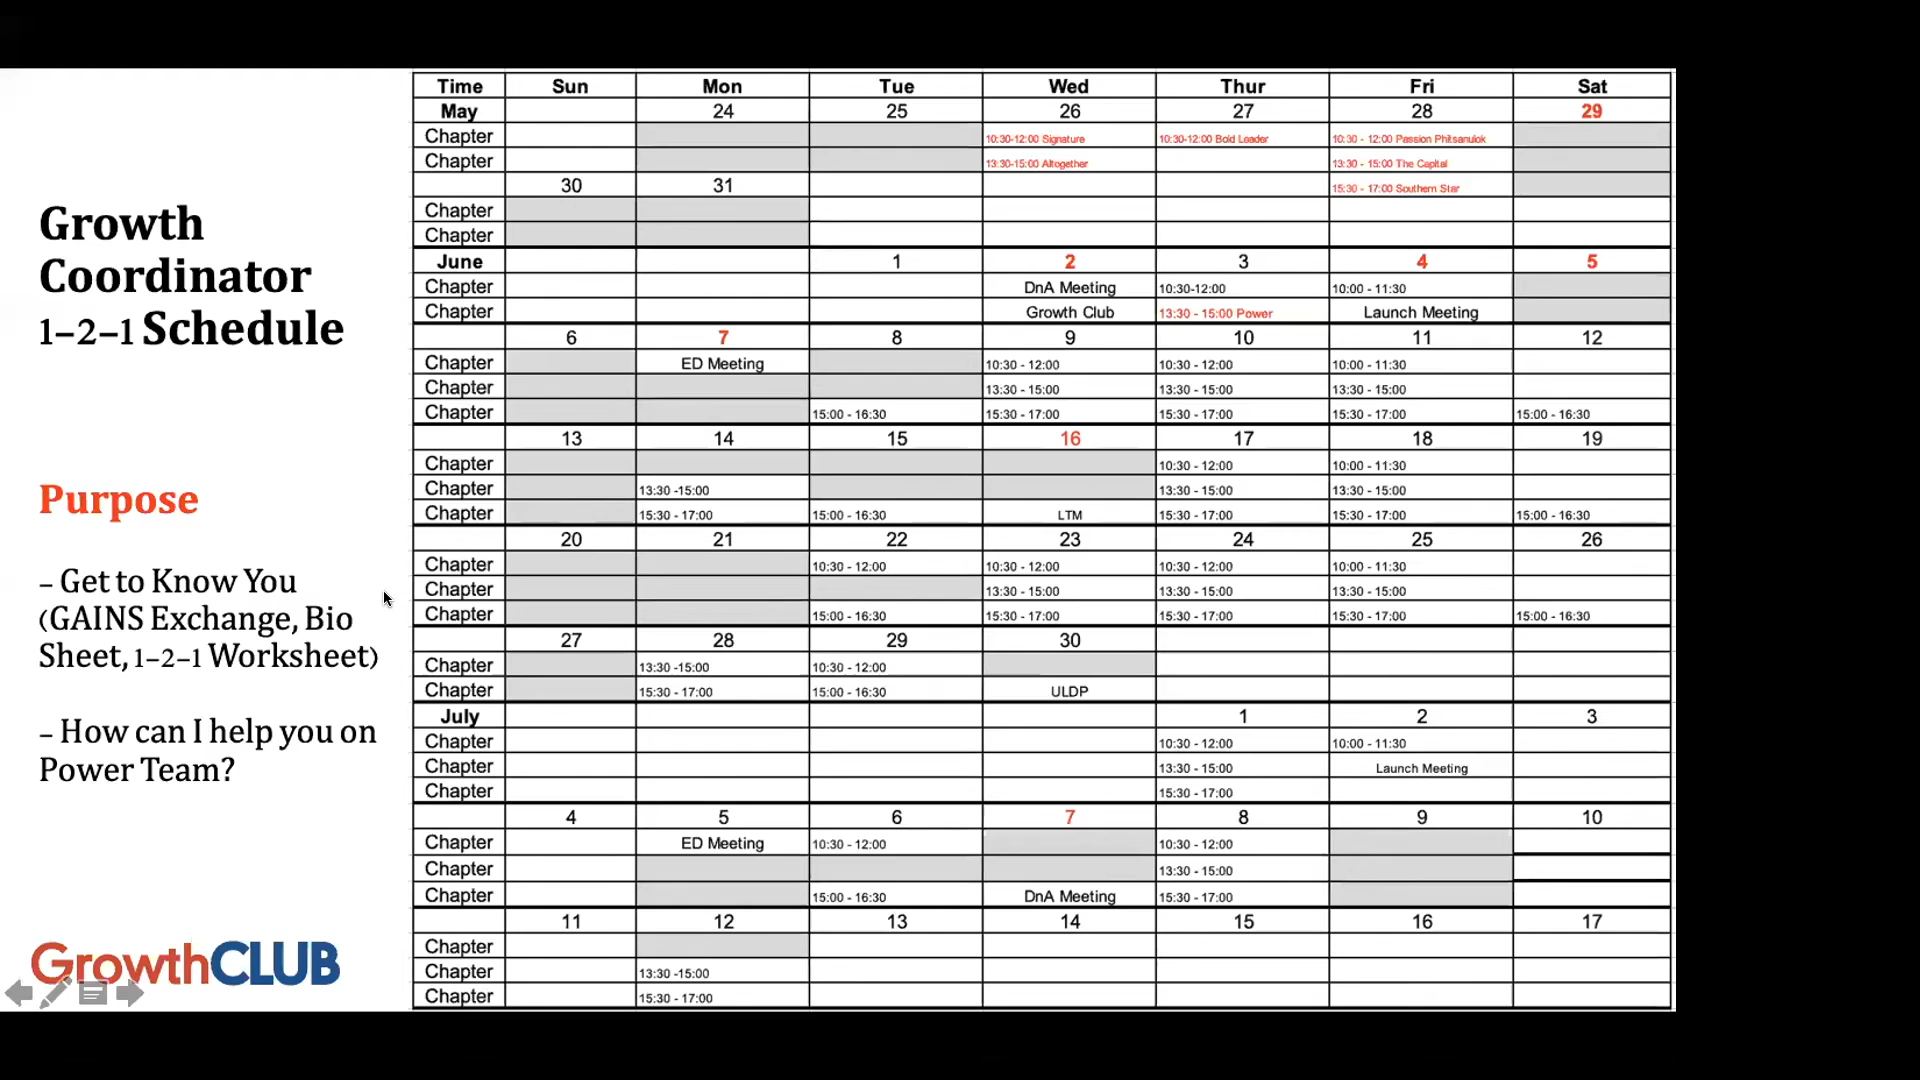 Growth
Coordinator
1-2-1 Schedule
Purpose
- Get to Know You
(GAINS Exchange, Bio
Sheet, 1-2-1 Worksheet)
- How can I help you on
Power Team?
GrowthCLUB
Time Sun Mon Tue Wed Thur Fri Sat
May 24 25 26 27 28 29
Chapter 10:30-12:00 Signature 10:30-12:00 Bold Leader 10:30 - 12:00 Passion Phitsanulok
Chapter 13:30-15:00 Altogether 13:30 - 15:00 The Capital
30 31 15:30 - 17:00 Southern Star
Chapter
Chapter
June 1 2 3 4 5
Chapter DnA Meeting 10:30-12:00 10:00 - 11:30
Chapter Growth Club 13:30 - 15:00 Power Launch Meeting
6 7 8 9 10 11 12
Chapter ED Meeting 10:30 - 12:00 10:30 - 12:00 10:00 - 11:30
Chapter 13:30 - 15:00 13:30 - 15:00 13:30 - 15:00
Chapter 15:00 - 16:30 15:30 - 17:00 15:30 - 17:00 15:30 - 17:00 15:00 - 16:30
13 14 15 16 17 18 19
Chapter 10:30 - 12:00 10:00 - 11:30
Chapter 13:30 -15:00 13:30 - 15:00 13:30 - 15:00
Chapter 15:30 - 17:00 15:00 - 16:30 LTM 15:30 - 17:00 15:30 - 17:00 15:00 - 16:30
20 21 22 23 24 25 26
Chapter 10:30 - 12:00 10:30 - 12:00 10:30 - 12:00 10:00 - 11:30
Chapter 13:30 - 15:00 13:30 - 15:00 13:30 - 15:00
Chapter 15:00 - 16:30 15:30 - 17:00 15:30 - 17:00 15:30 - 17:00 15:00 - 16:30
27 28 29 30
Chapter 13:30 -15:00 10:30 - 12:00
Chapter 15:30 - 17:00 15:00 - 16:30 ULDP
July 1 2 3
Chapter 10:30 - 12:00 10:00 - 11:30
Chapter 13:30 - 15:00 Launch Meeting
Chapter 15:30 - 17:00
4 5 6 7 8 9 10
Chapter ED Meeting 10:30 - 12:00 10:30 - 12:00
Chapter 13:30 - 15:00
Chapter 15:00 - 16:30 DnA Meeting 15:30 - 17:00
11 12 13 14 15 16 17
Chapter
Chapter 13:30 -15:00
Chapter 15:30 - 17:00